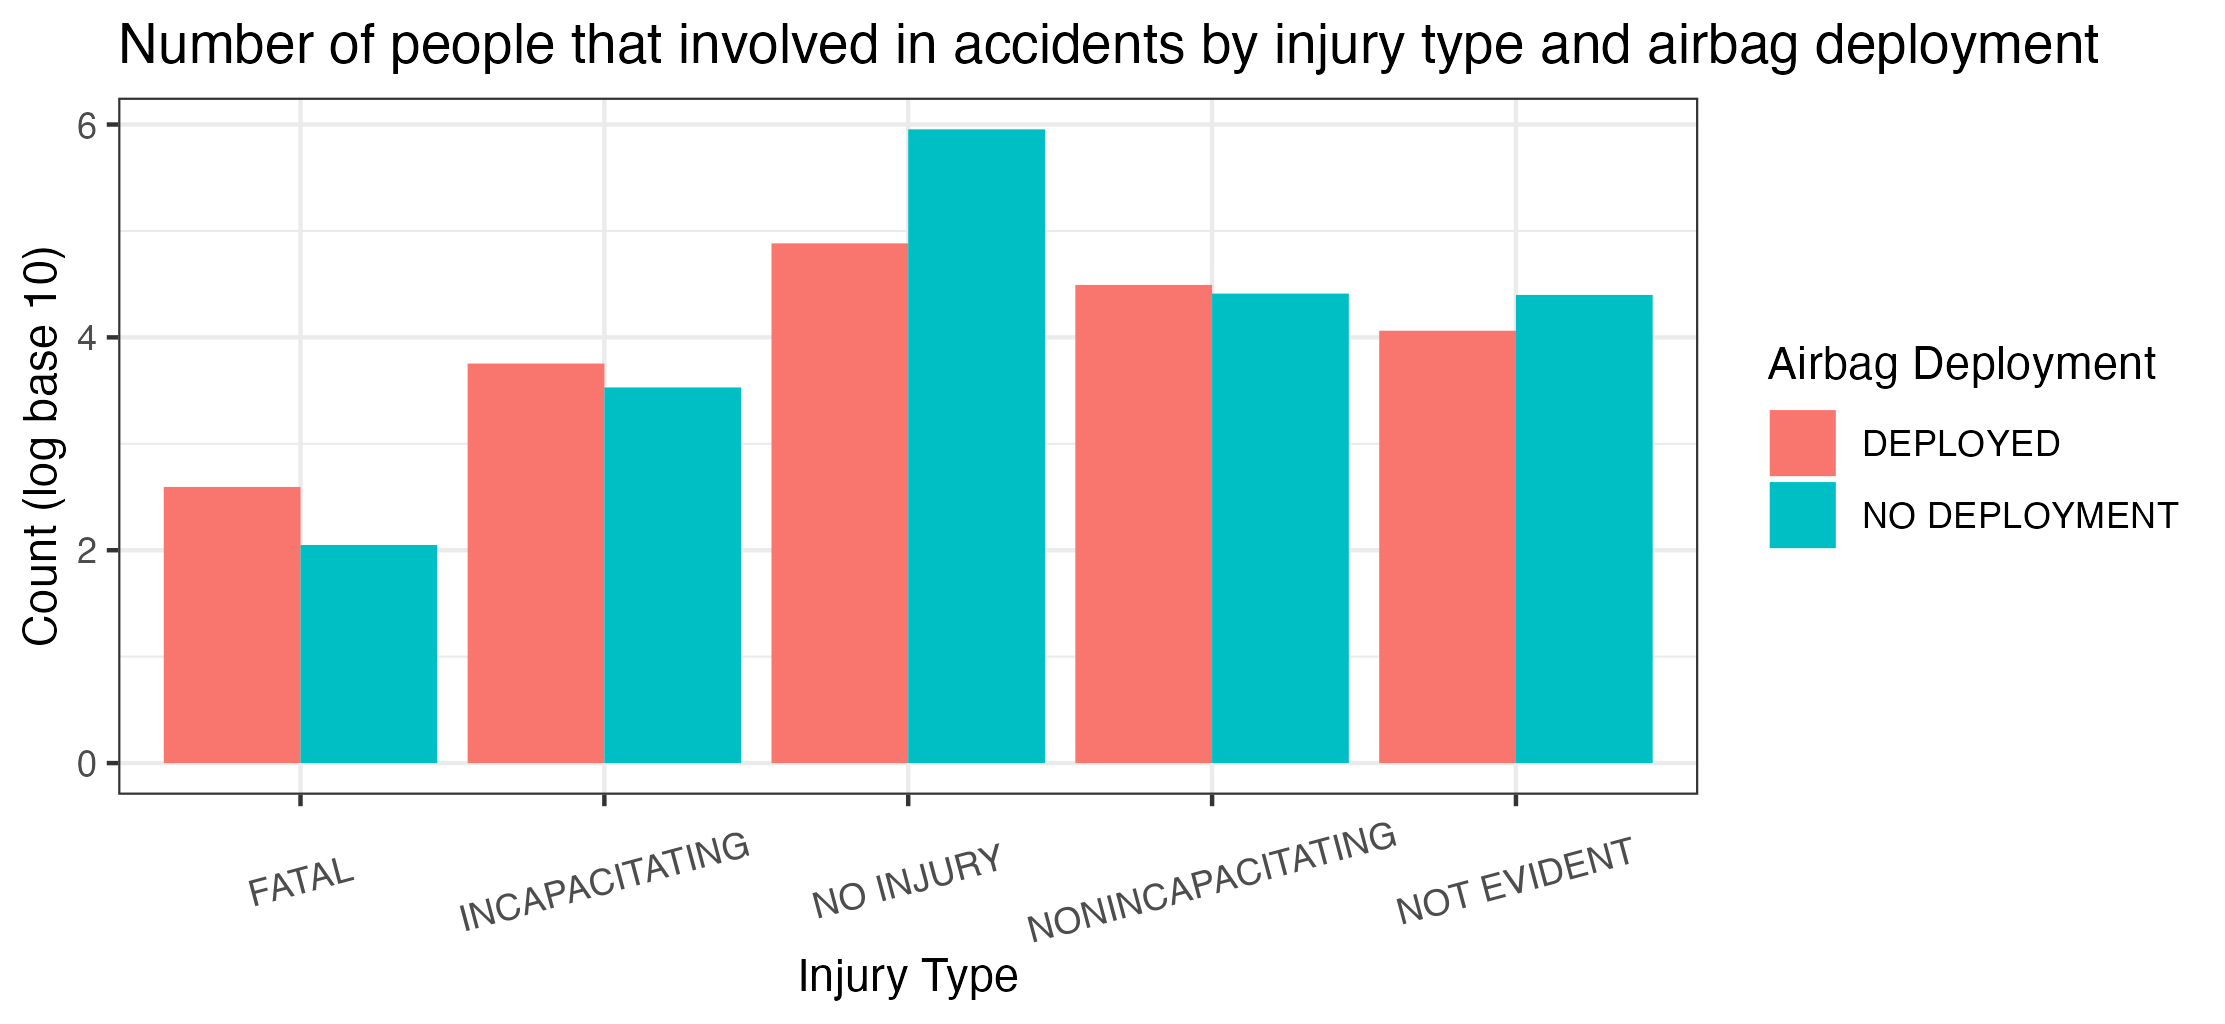 Number of people that involved in accidents by injury type and airbag deployment
Count (log base 10)
6
4
2
0
FATAL
INCAPACITATING
NO INJURY
NONINCAPACITATING
NOT EVIDENT
Injury Type
Airbag Deployment
DEPLOYED
NO DEPLOYMENT